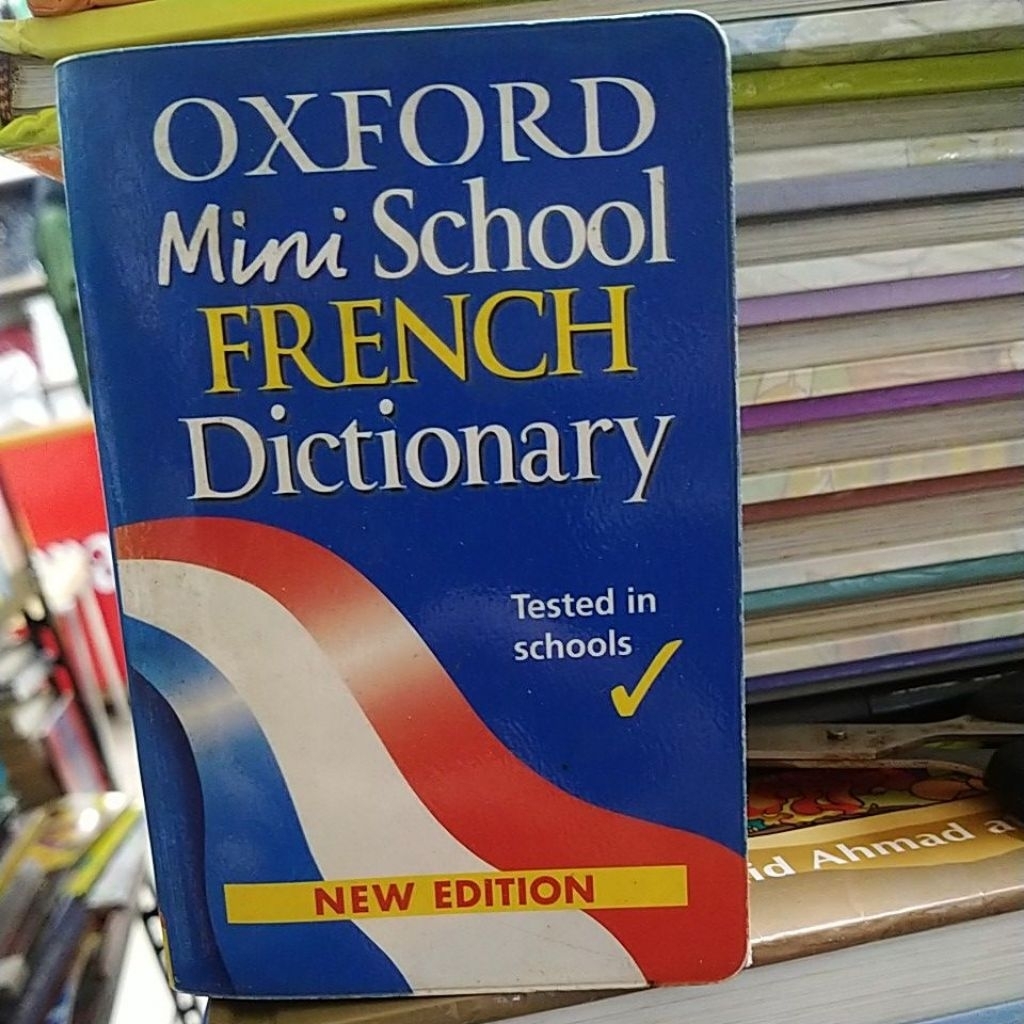 OXFORD
Mini School
FRENCH
Dictionary
Tested in
schools
NEW EDITION
Ahmad